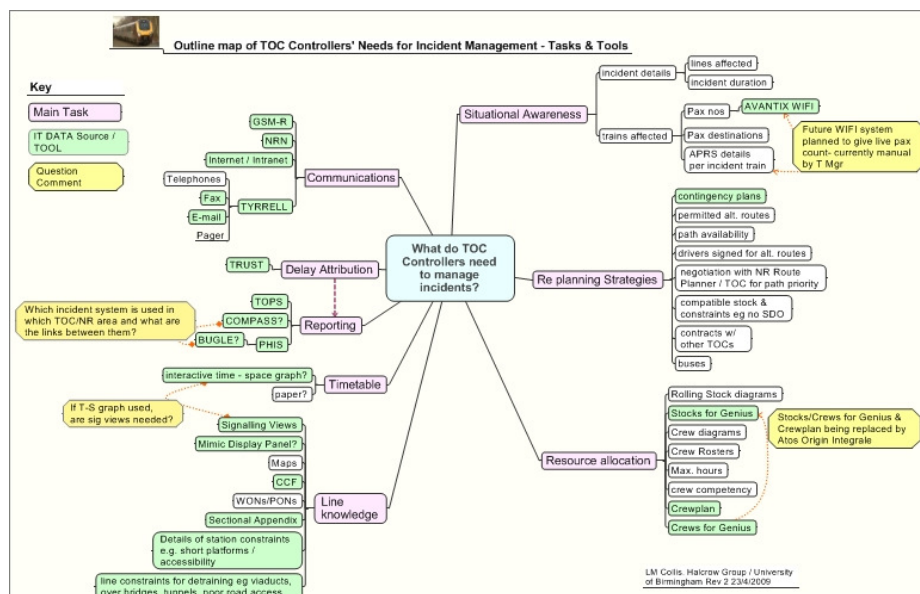 Outline map of TOC Controllers' Needs for Incident Management - Tasks & Tools
Key
Main Task
IT DATA Source /
TOOL
Question
Comment
What do TOC
Controllers need
to manage
incidents?
Situational Awareness
incident details
lines affected
incident duration
trains affected
Pax nos
AVANTIX WIFI
Pax destinations
APRS details
per incident train
Future WIFI system
planned to give live pax
count- currently manual
by T Mgr
Re planning Strategies
contingency plans
permitted alt. routes
path availability
drivers signed for alt. routes
negotiation with NR Route
Planner / TOC for path priority
compatible stock &
constraints eg no SDO
contracts w/
other TOCs
buses
Resource allocation
Rolling Stock diagrams
Stocks for Genius
Crew diagrams
Crew Rosters
Max. hours
crew competency
Crewplan
Crews for Genius
Stocks/Crews for Genius &
Crewplan being replaced by
Atos Origin Integrale
Communications
GSM-R
NRN
Internet / Intranet
TYRRELL
Telephones
Fax
E-mail
Pager
Delay Attribution
TRUST
Reporting
TOPS
COMPASS?
PHIS
BUGLE?
Which incident system is used in
which TOC/NR area and what are
the links between them?
Timetable
interactive time - space graph?
paper?
If T-S graph used,
are sig views needed?
Line
knowledge
Signalling Views
Mimic Display Panel?
Maps
CCF
WONs/PONs
Sectional Appendix
Details of station constraints
e.g. short platforms /
accessibility
line constraints for detraining eg viaducts,
over bridges, tunnels, poor road access
LM Collis. Halcrow Group / University
of Birmingham Rev 2 23/4/2009